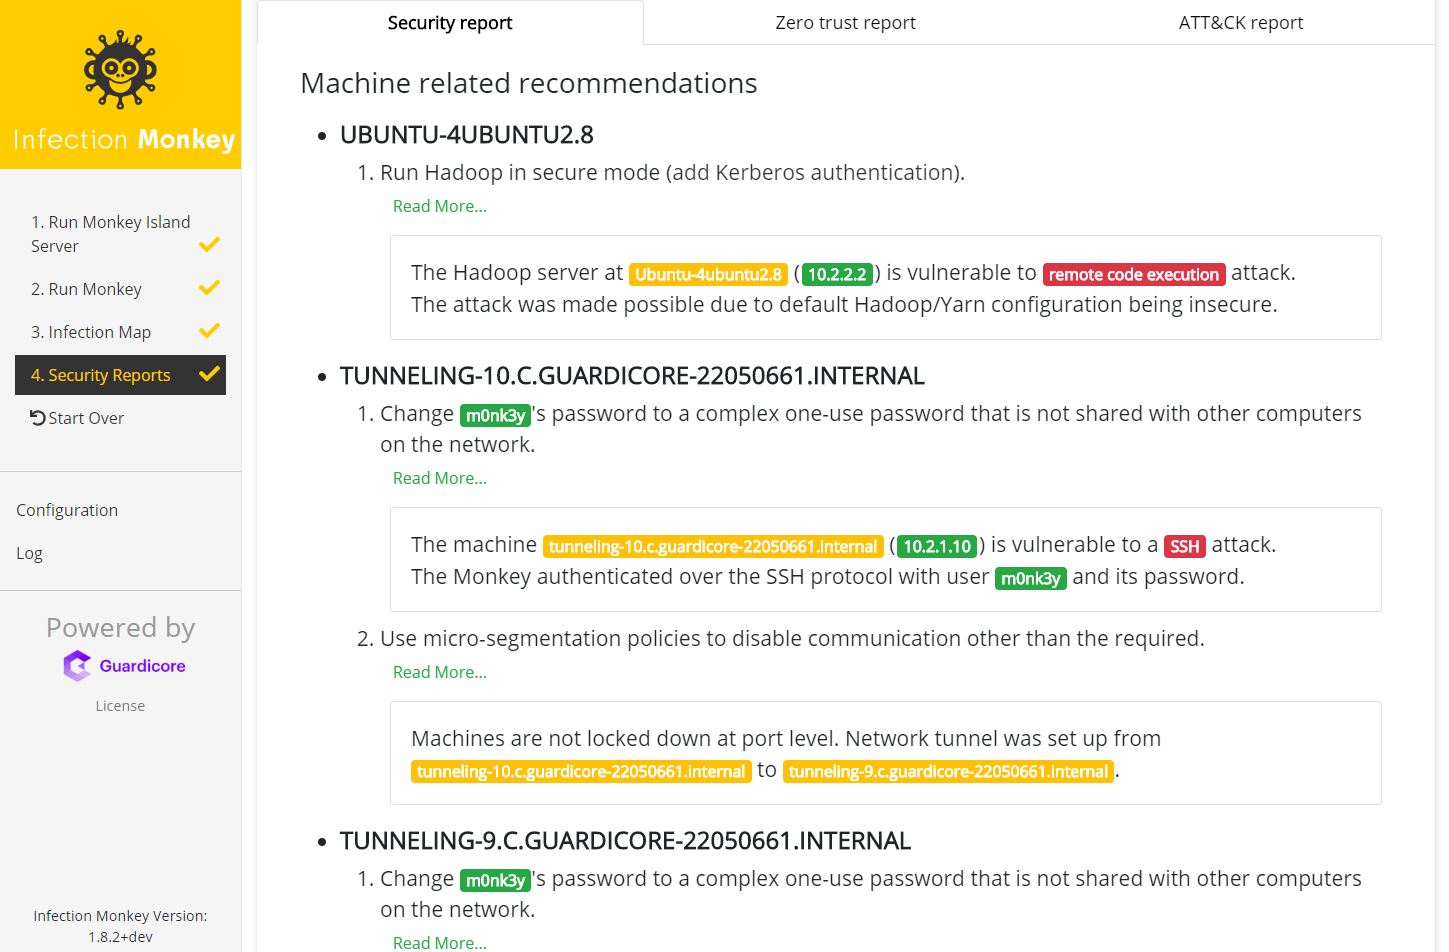 Infection Monkey
1. Run Monkey Island
Server
2. Run Monkey
3. Infection Map
4. Security Reports
Start Over
Configuration
Log
Powered by
Guardicore
License
Infection Monkey Version:
1.8.2+dev
Security report
Zero trust report
ATT&CK report
Machine related recommendations
• UBUNTU-4UBUNTU2.8
1. Run Hadoop in secure mode (add Kerberos authentication).
Read More...
The Hadoop server at Ubuntu-4ubuntu2.8 (10.2.2.2) is vulnerable to remote code execution attack.
The attack was made possible due to default Hadoop/Yarn configuration being insecure.
• TUNNELING-10.C.GUARDICORE-22050661.INTERNAL
1. Change m0nk3y's password to a complex one-use password that is not shared with other computers
on the network.
Read More...
The machine tunneling-10.c.guardicore-22050661.internal (10.2.1.10) is vulnerable to a SSH attack.
The Monkey authenticated over the SSH protocol with user m0nk3y and its password.
2. Use micro-segmentation policies to disable communication other than the required.
Read More...
Machines are not locked down at port level. Network tunnel was set up from
tunneling-10.c.guardicore-22050661.internal to tunneling-9.c.guardicore-22050661.internal.
• TUNNELING-9.C.GUARDICORE-22050661.INTERNAL
1. Change m0nk3y's password to a complex one-use password that is not shared with other computers
on the network.
Read More...